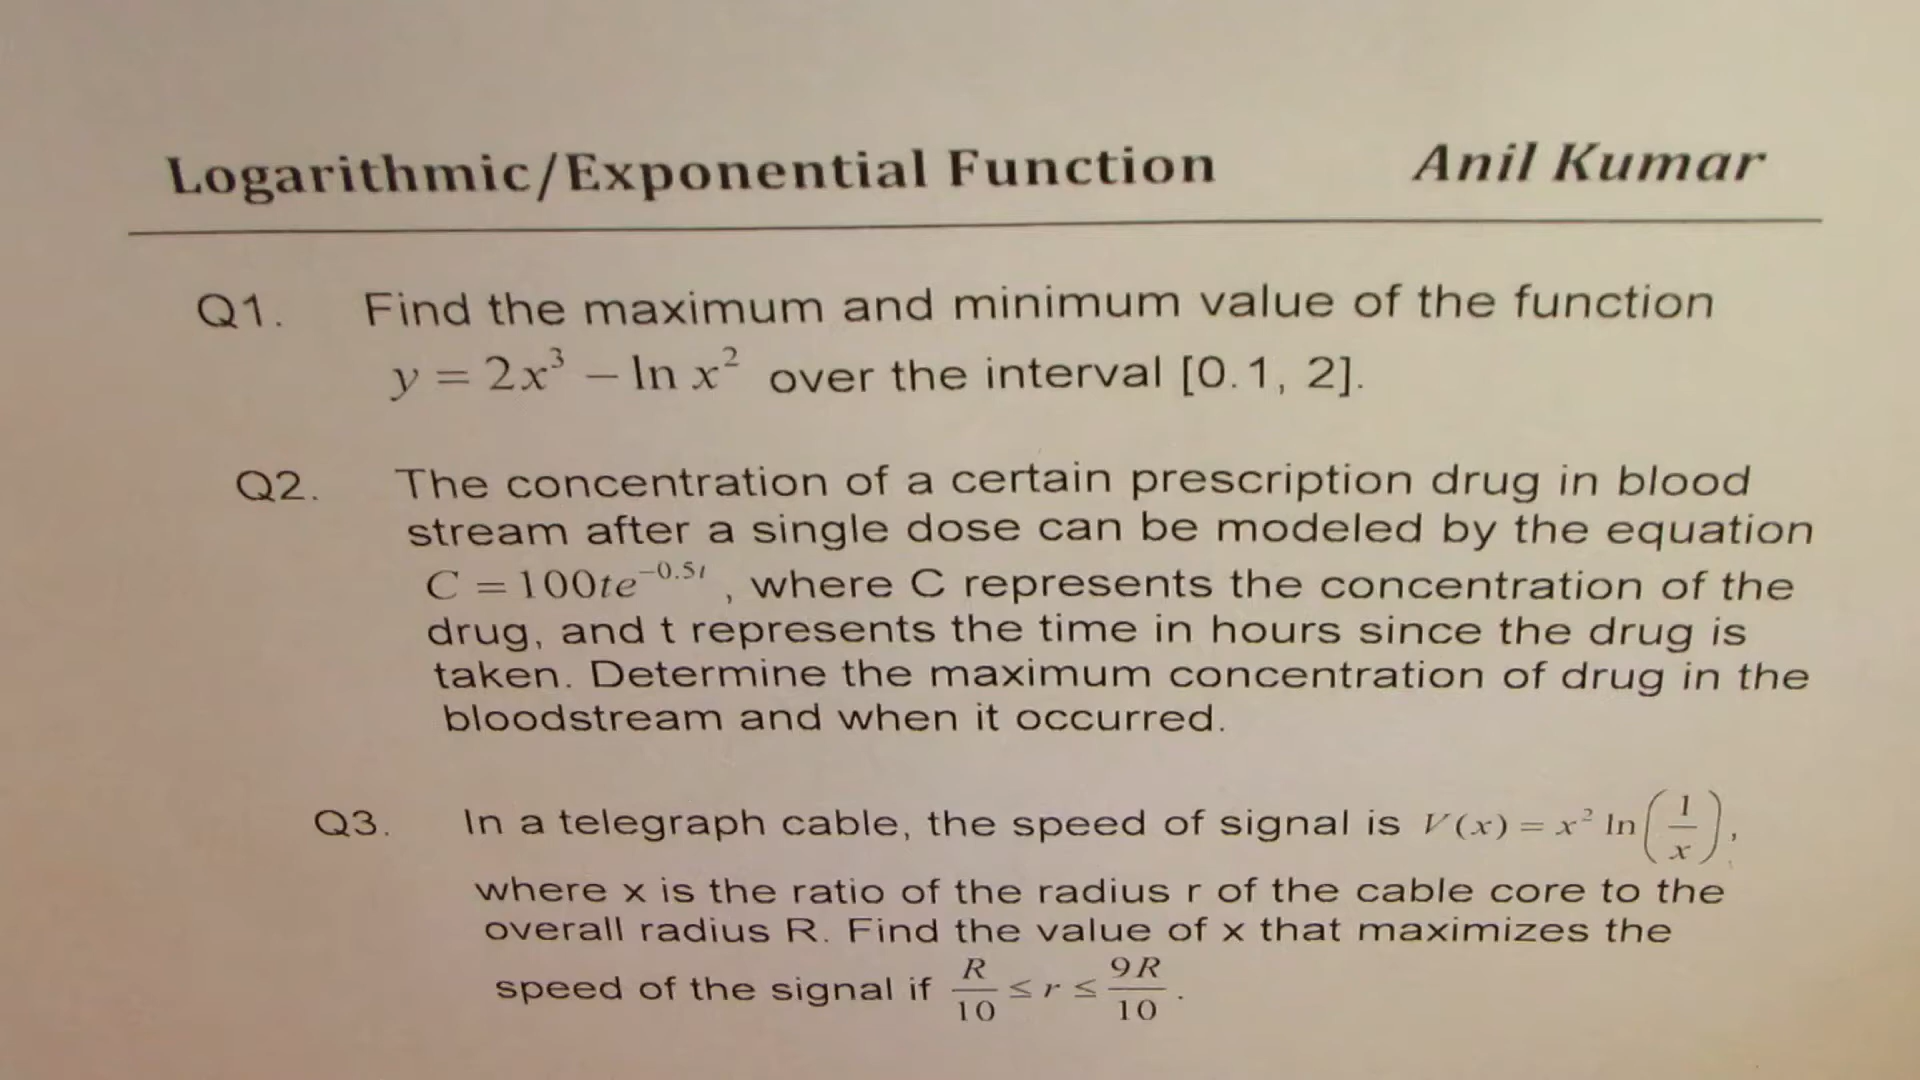 Logarithmic/Exponential Function Anil Kumar
Q1. Find the maximum and minimum value of the function
y = 2x³ − ln x² over the interval [0.1, 2].
Q2. The concentration of a certain prescription drug in blood
stream after a single dose can be modeled by the equation
C = 100te^{−0.5t}, where C represents the concentration of the
drug, and t represents the time in hours since the drug is
taken. Determine the maximum concentration of drug in the
bloodstream and when it occurred.
Q3. In a telegraph cable, the speed of signal is V(x) = x² ln(1/x),
where x is the ratio of the radius r of the cable core to the
overall radius R. Find the value of x that maximizes the
speed of the signal if R/10 ≤ r ≤ 9R/10.